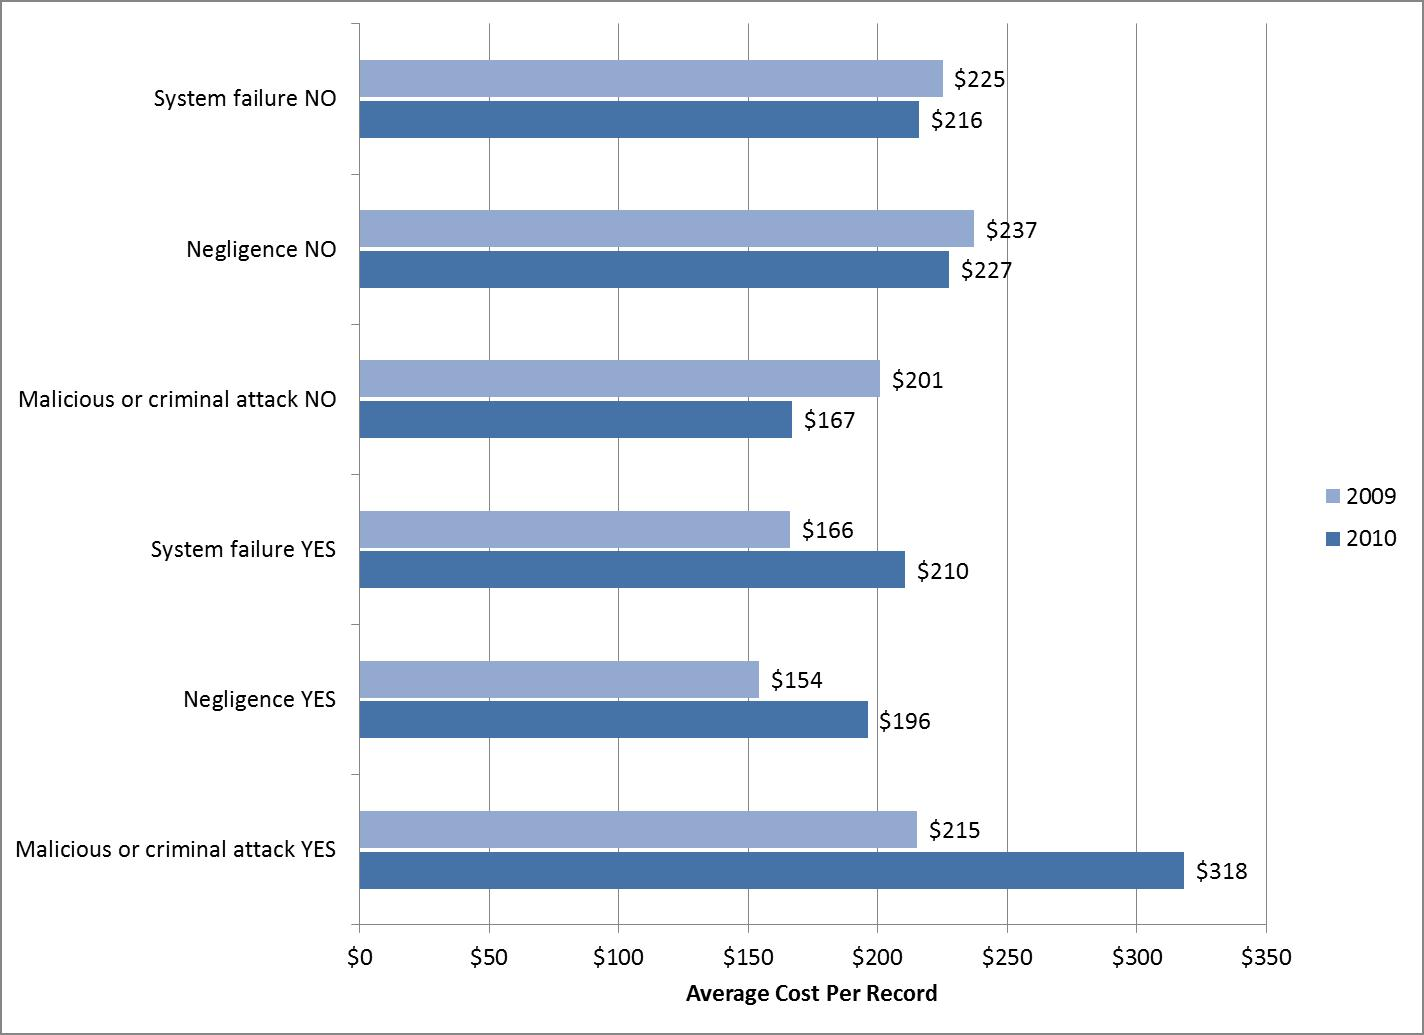 System failure NO
$225
$216
Negligence NO
$237
$227
Malicious or criminal attack NO
$201
$167
System failure YES
$166
$210
Negligence YES
$154
$196
Malicious or criminal attack YES
$215
$318
2009
2010
$0 $50 $100 $150 $200 $250 $300 $350
Average Cost Per Record